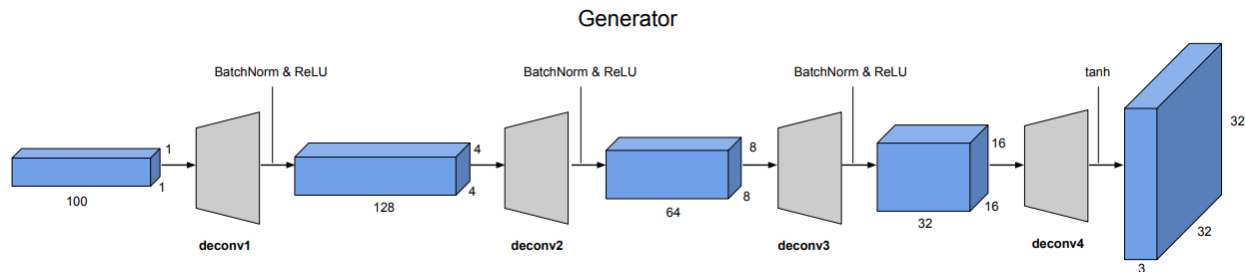 Generator
BatchNorm & ReLU
BatchNorm & ReLU
BatchNorm & ReLU
tanh
1
1
100
deconv1
4
4
128
deconv2
8
8
64
deconv3
16
16
32
deconv4
32
32
3